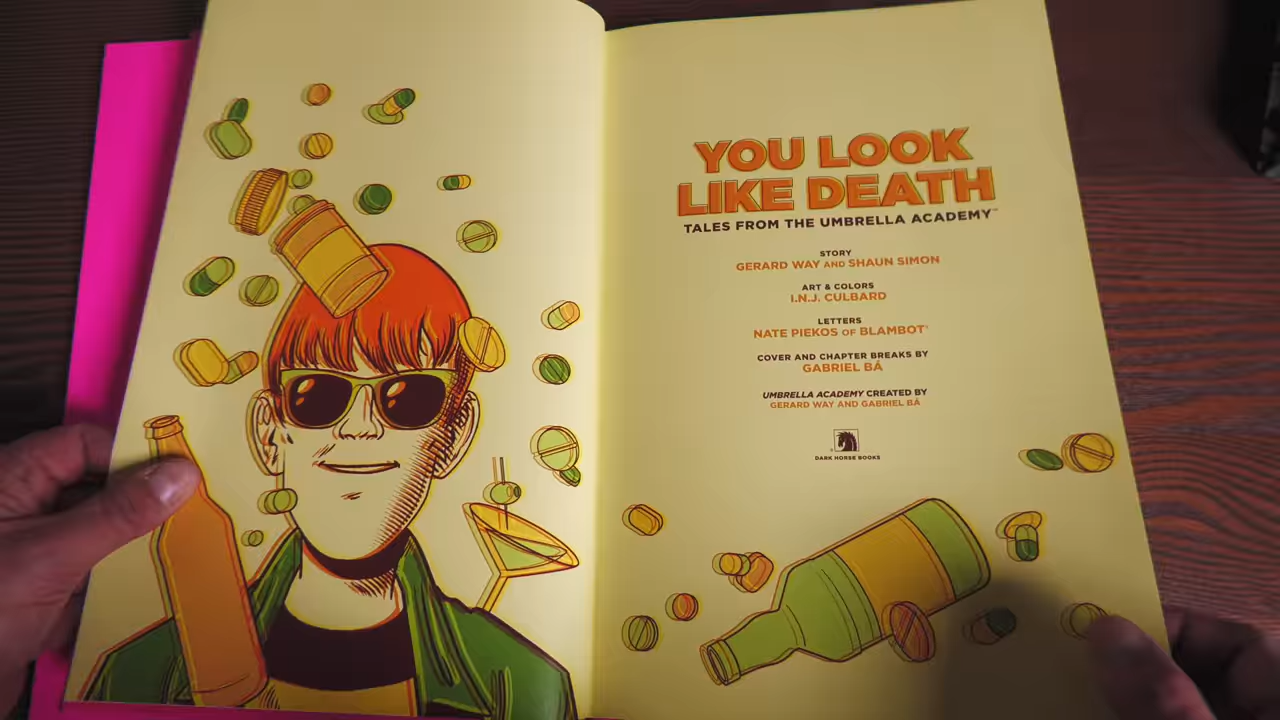 YOU LOOK
LIKE DEATH
TALES FROM THE UMBRELLA ACADEMY™
STORY
GERARD WAY AND SHAUN SIMON
ART & COLORS
I.N.J. CULBARD
LETTERS
NATE PIEKOS OF BLAMBOT®
COVER AND CHAPTER BREAKS BY
GABRIEL BÁ
UMBRELLA ACADEMY CREATED BY
GERARD WAY AND GABRIEL BÁ
DARK HORSE BOOKS